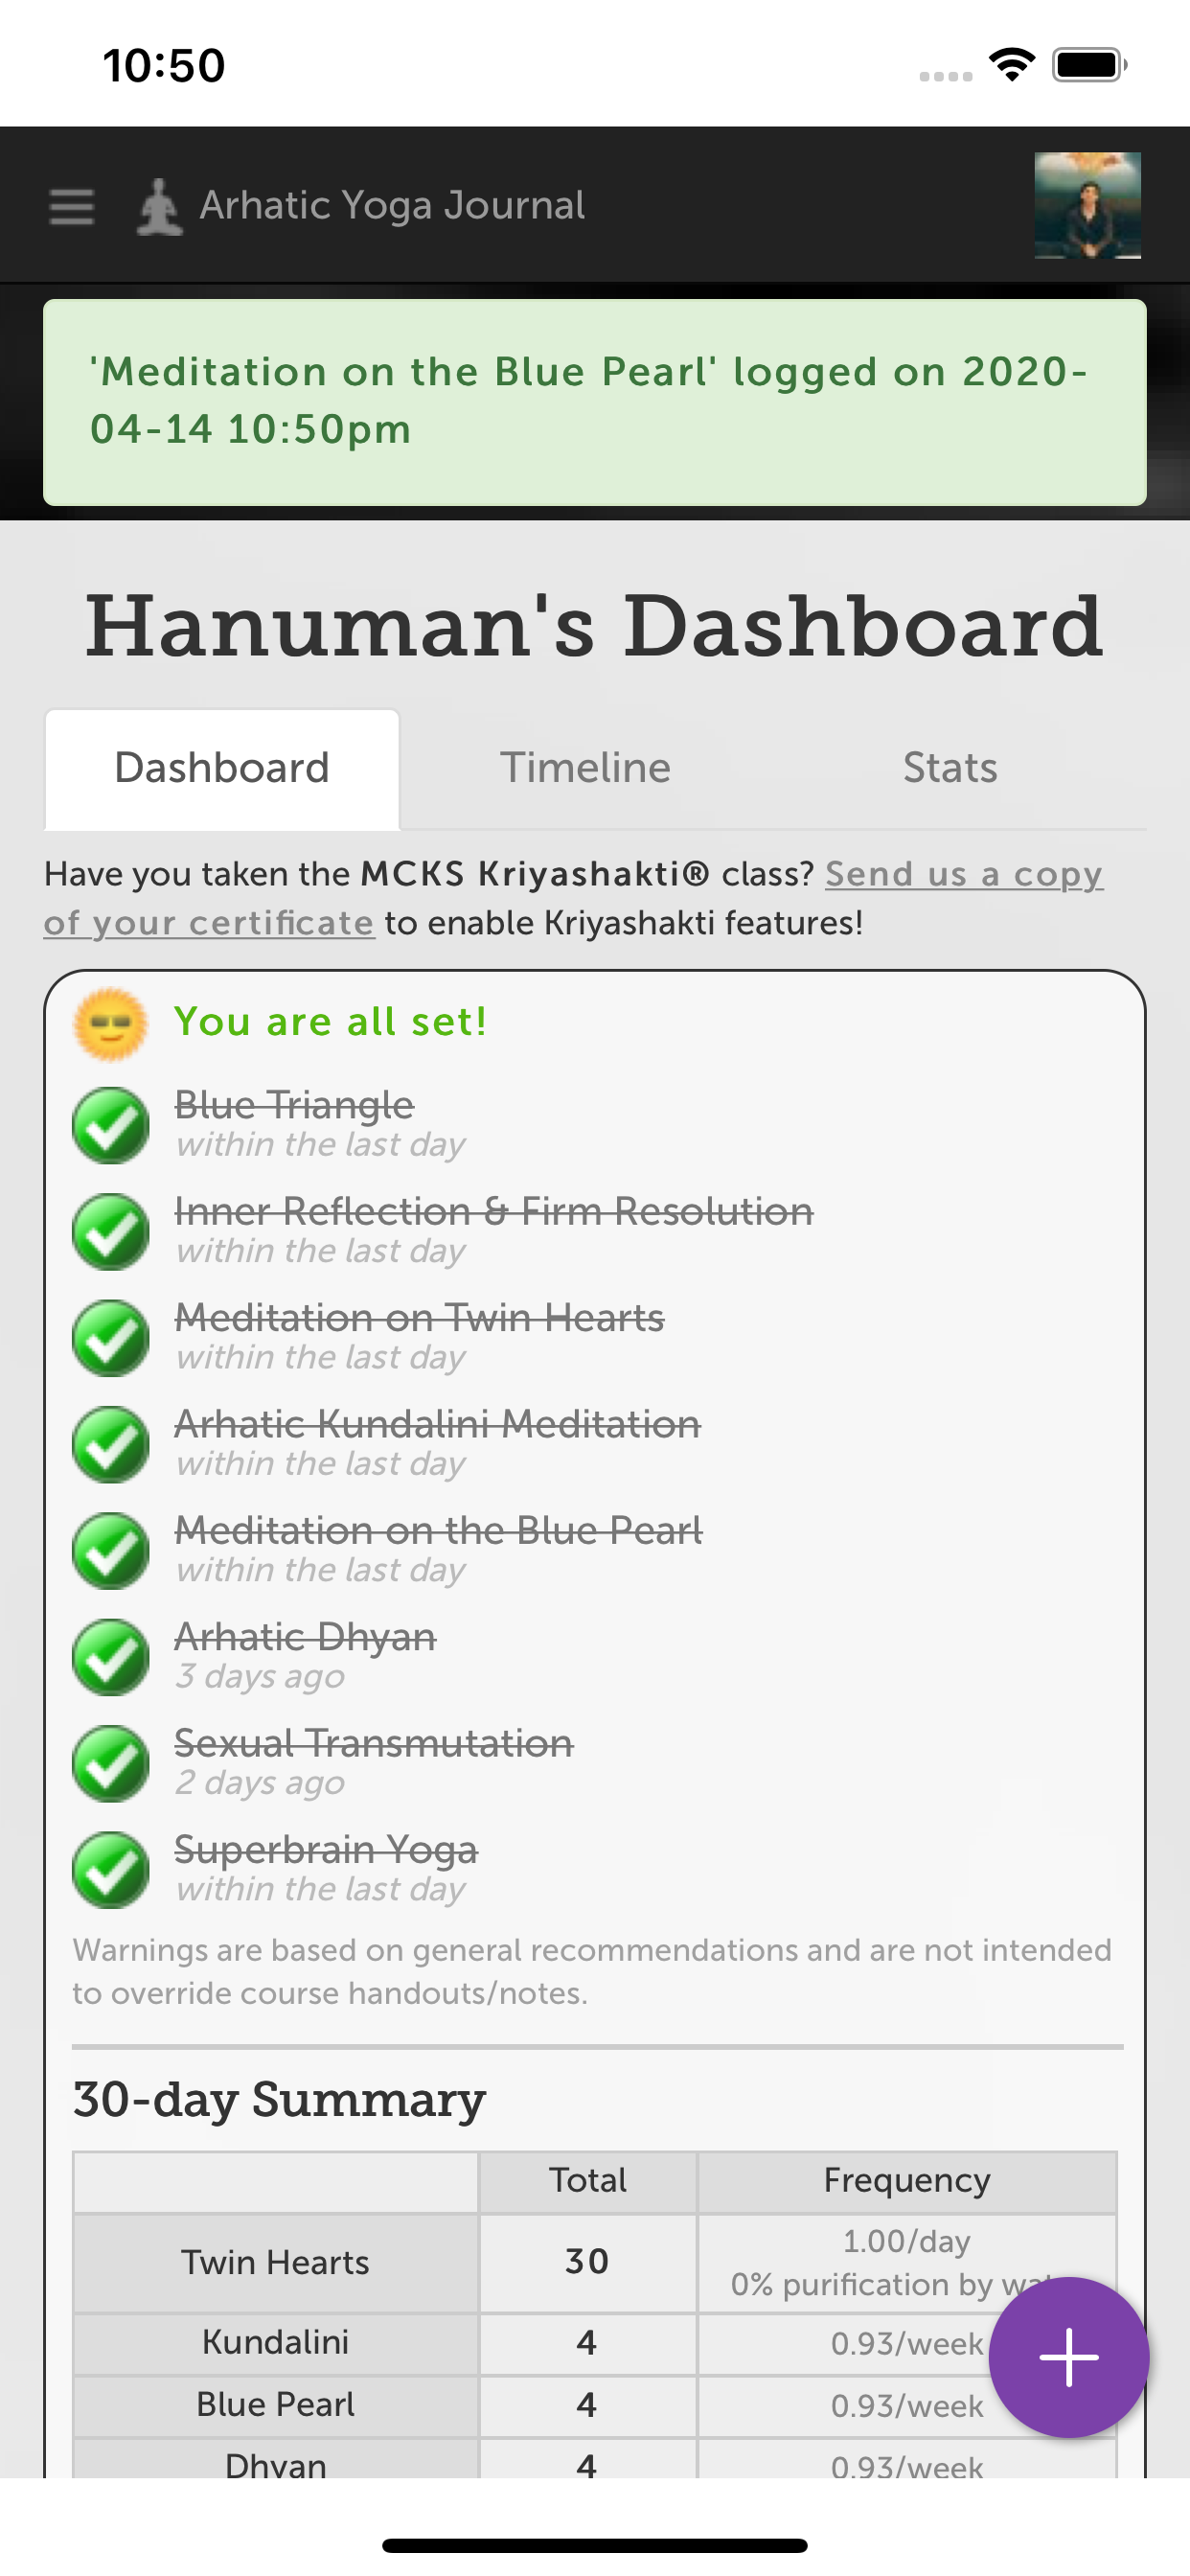 10:50
Arhatic Yoga Journal
'Meditation on the Blue Pearl' logged on 2020-
04-14 10:50pm
Hanuman's Dashboard
Dashboard Timeline Stats
Have you taken the MCKS Kriyashakti® class? Send us a copy
of your certificate to enable Kriyashakti features!
You are all set!
Blue Triangle
within the last day
Inner Reflection & Firm Resolution
within the last day
Meditation on Twin Hearts
within the last day
Arhatic Kundalini Meditation
within the last day
Meditation on the Blue Pearl
within the last day
Arhatic Dhyan
3 days ago
Sexual Transmutation
2 days ago
Superbrain Yoga
within the last day
Warnings are based on general recommendations and are not intended
to override course handouts/notes.
30-day Summary
Total Frequency
Twin Hearts 30 1.00/day
0% purification by
Kundalini 4 0.93/week
Blue Pearl 4 0.93/week
Dhyan 4 0.93/week